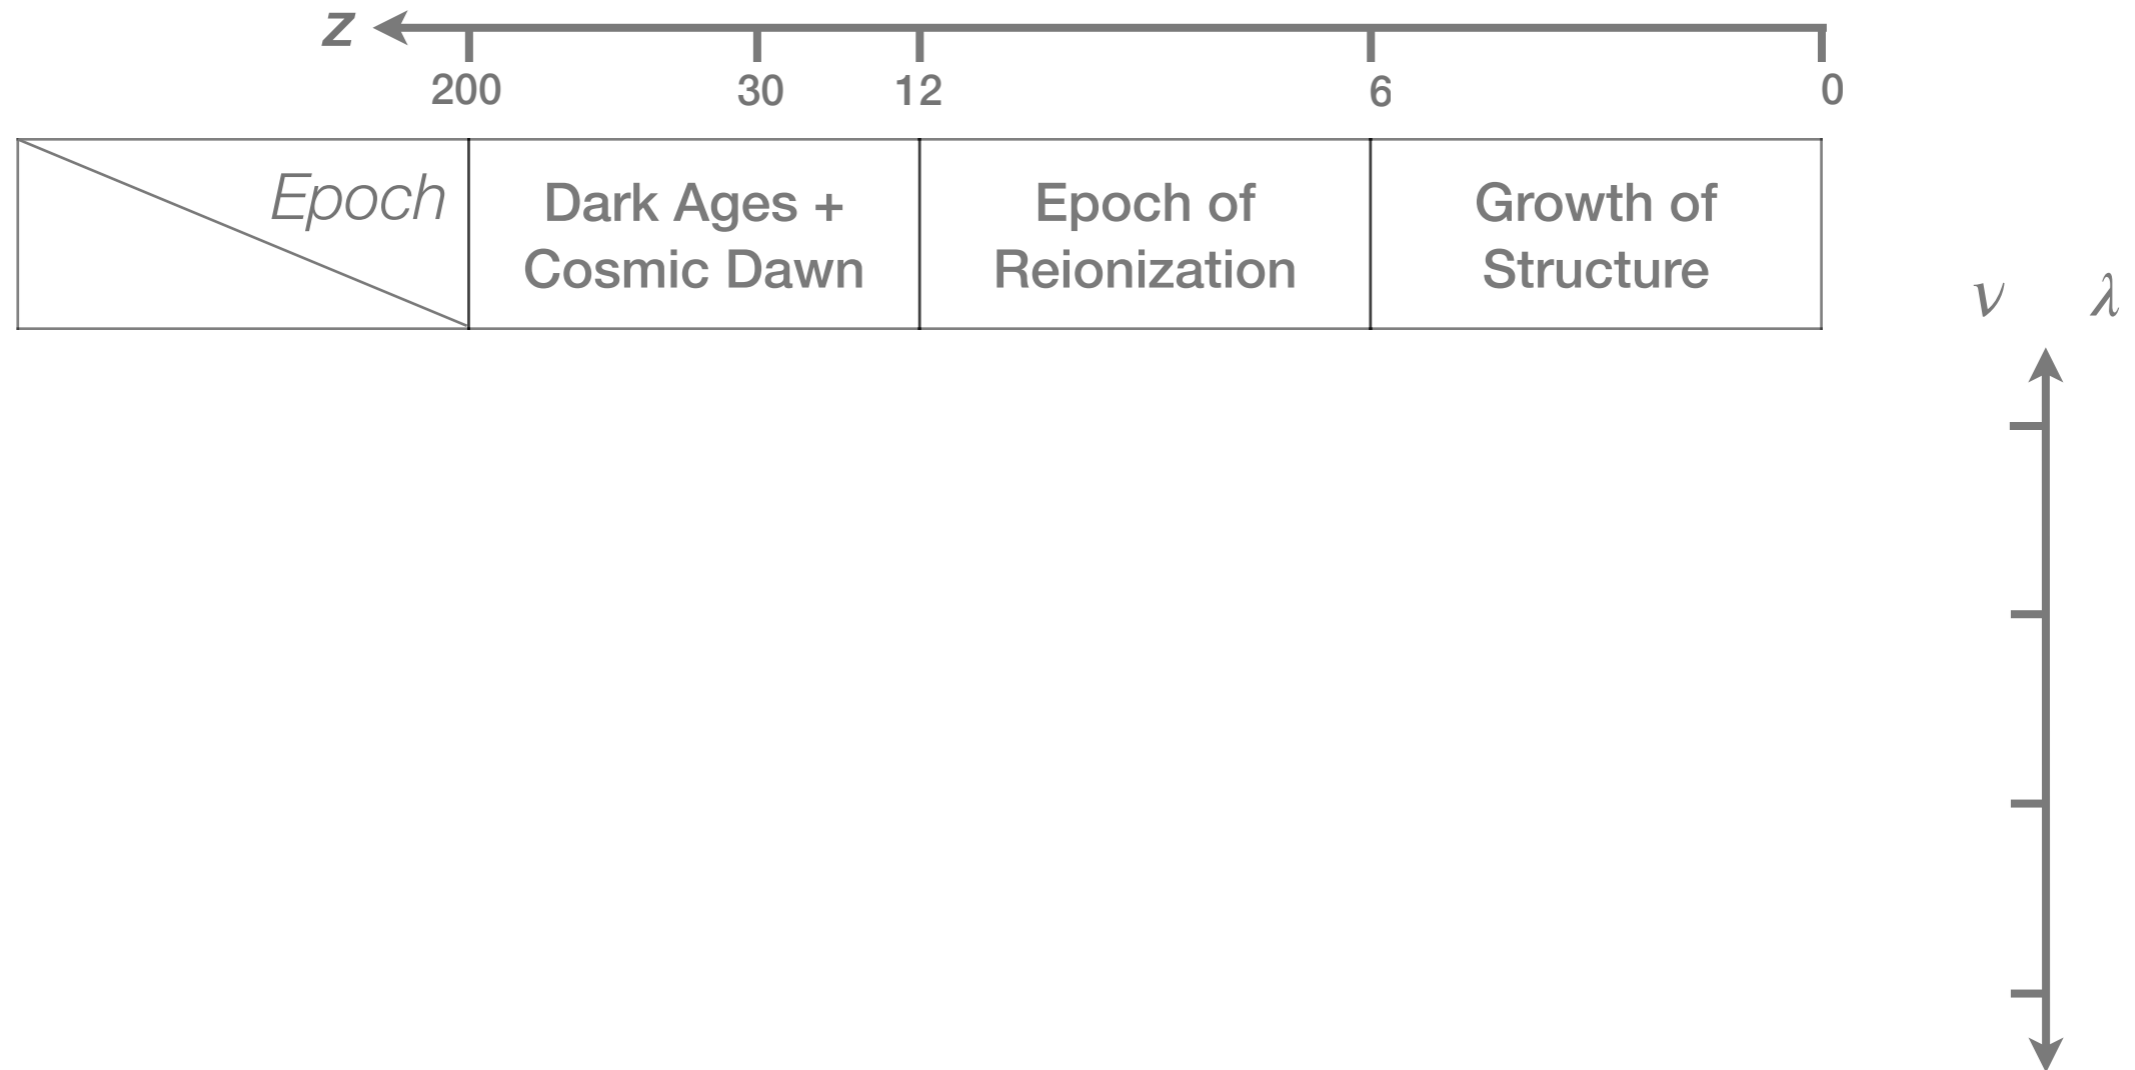 z
200 30 12 6 0
Epoch
Dark Ages +
Cosmic Dawn
Epoch of
Reionization
Growth of
Structure
ν λ